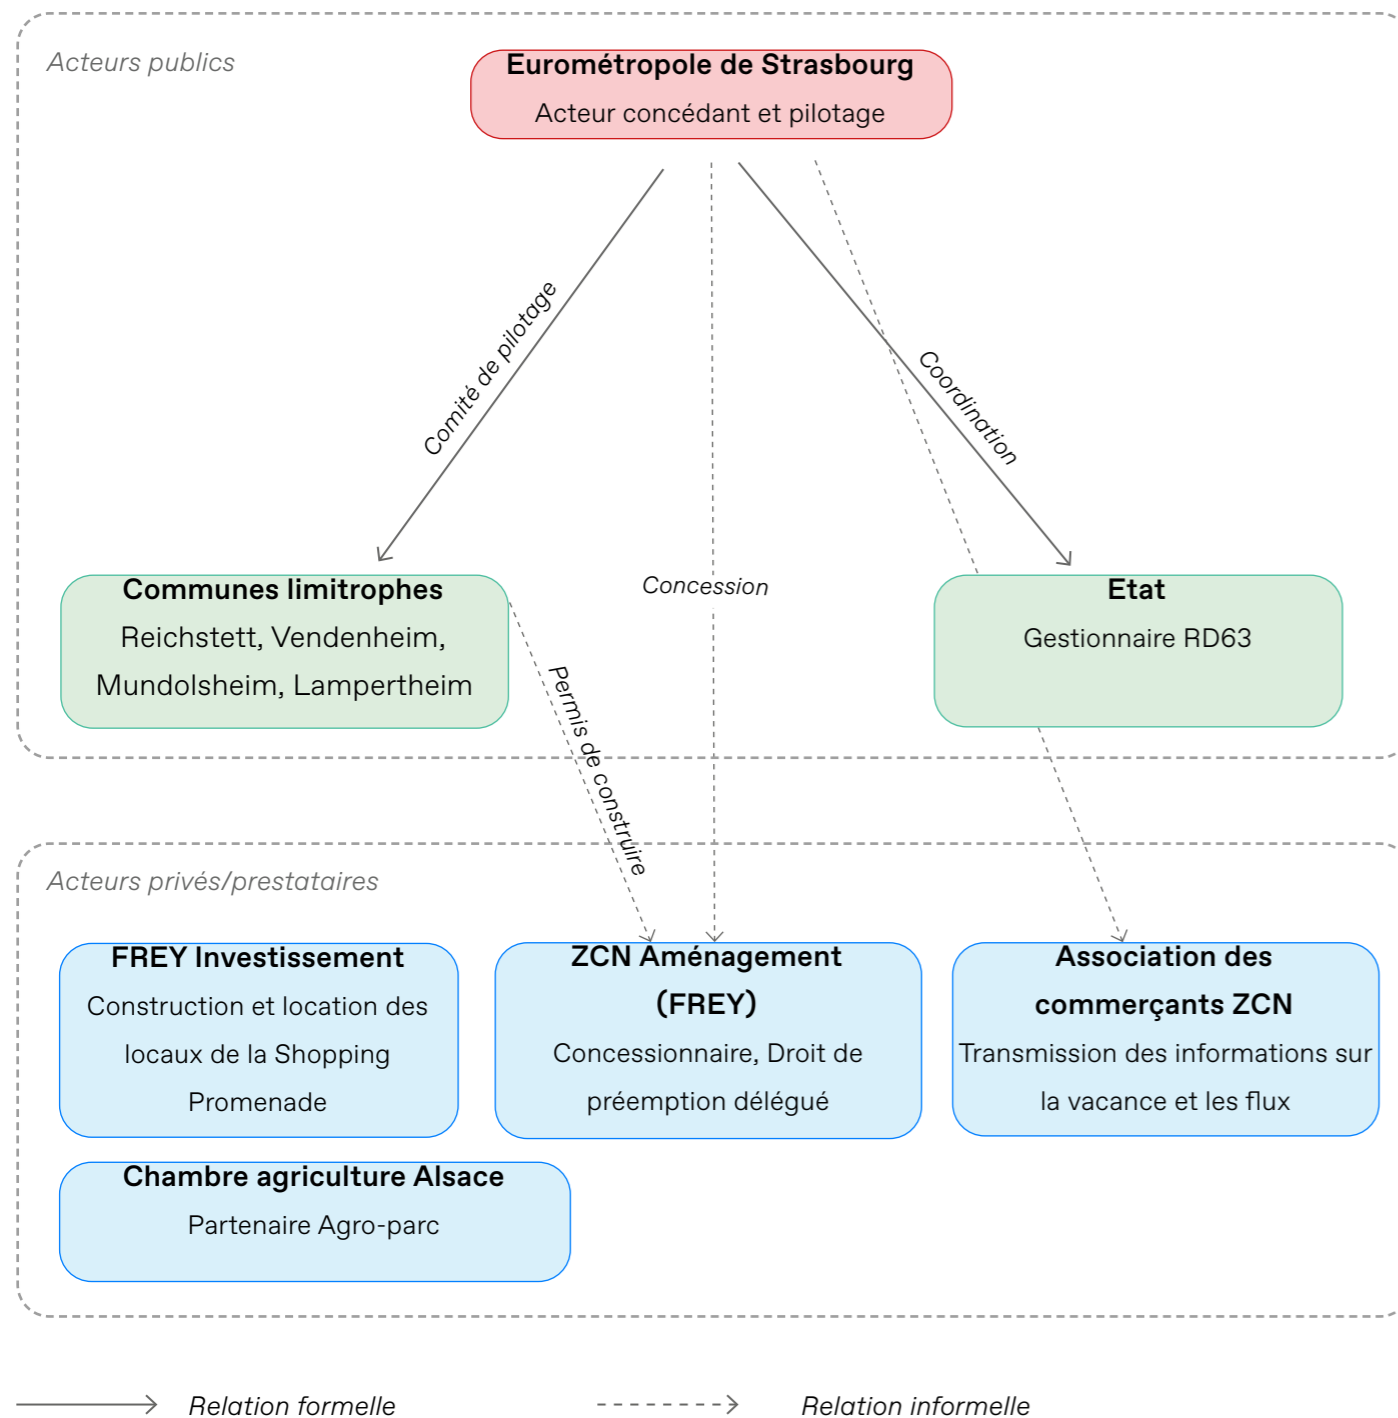 Acteurs publics
Eurométropole de Strasbourg
Acteur concédant et pilotage
Comité de pilotage
Coordination
Concession
Communes limitrophes
Reichstett, Vendenheim,
Mundolsheim, Lampertheim
Etat
Gestionnaire RD63
Permis de construire
Acteurs privés/prestataires
FREY Investissement
Construction et location des
locaux de la Shopping
Promenade
ZCN Aménagement
(FREY)
Concessionnaire, Droit de
préemption délégué
Association des
commerçants ZCN
Transmission des informations sur
la vacance et les flux
Chambre agriculture Alsace
Partenaire Agro-parc
Relation formelle
Relation informelle